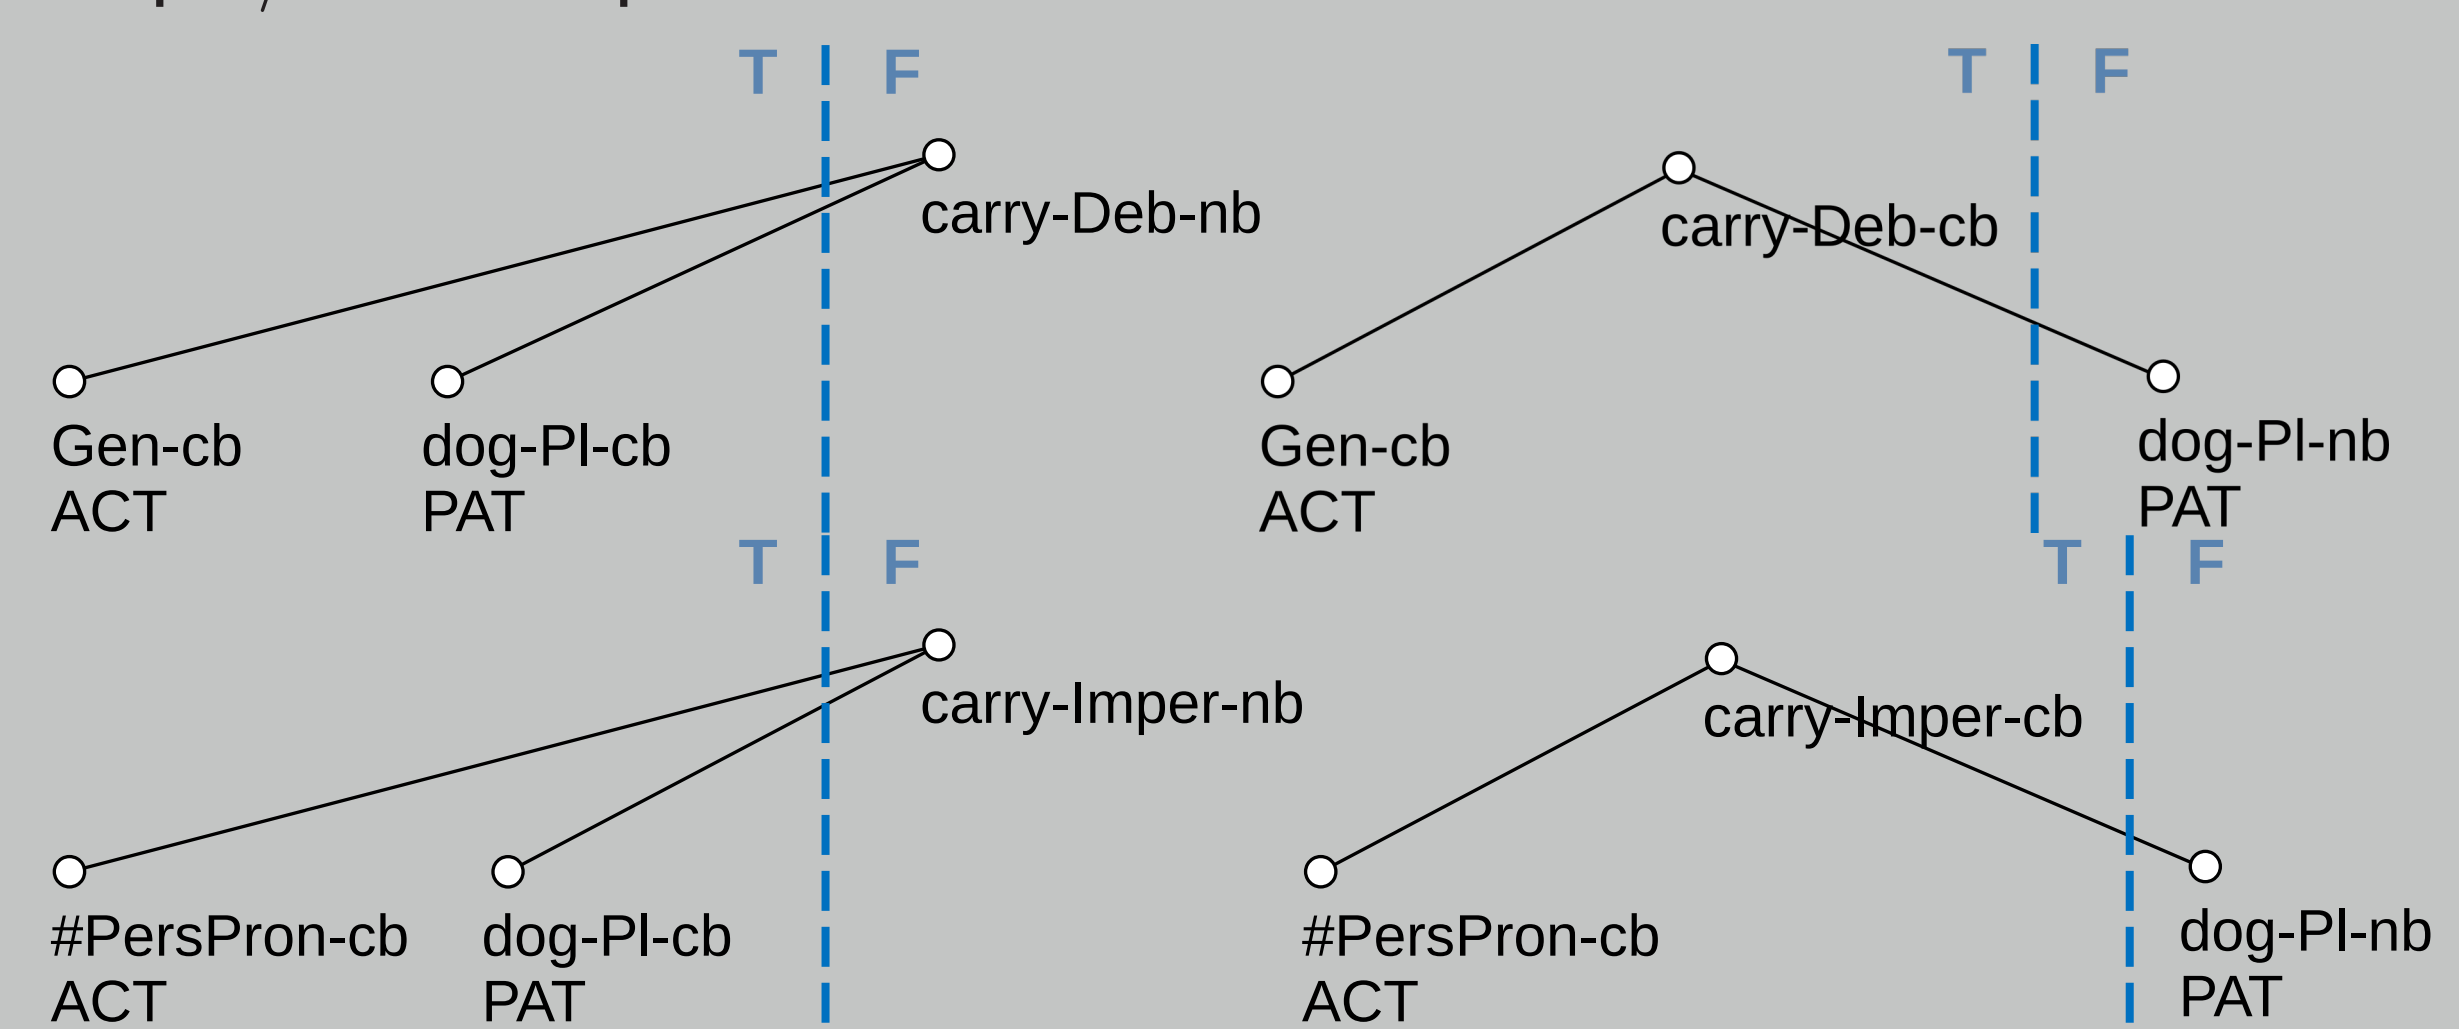 T F
carry-Deb-nb
Gen-cb
ACT
dog-Pl-cb
PAT
T F
carry-Deb-cb
Gen-cb
ACT
dog-Pl-nb
PAT
T F
carry-Imper-nb
#PersPron-cb
ACT
dog-Pl-cb
PAT
T F
carry-Imper-cb
#PersPron-cb
ACT
dog-Pl-nb
PAT